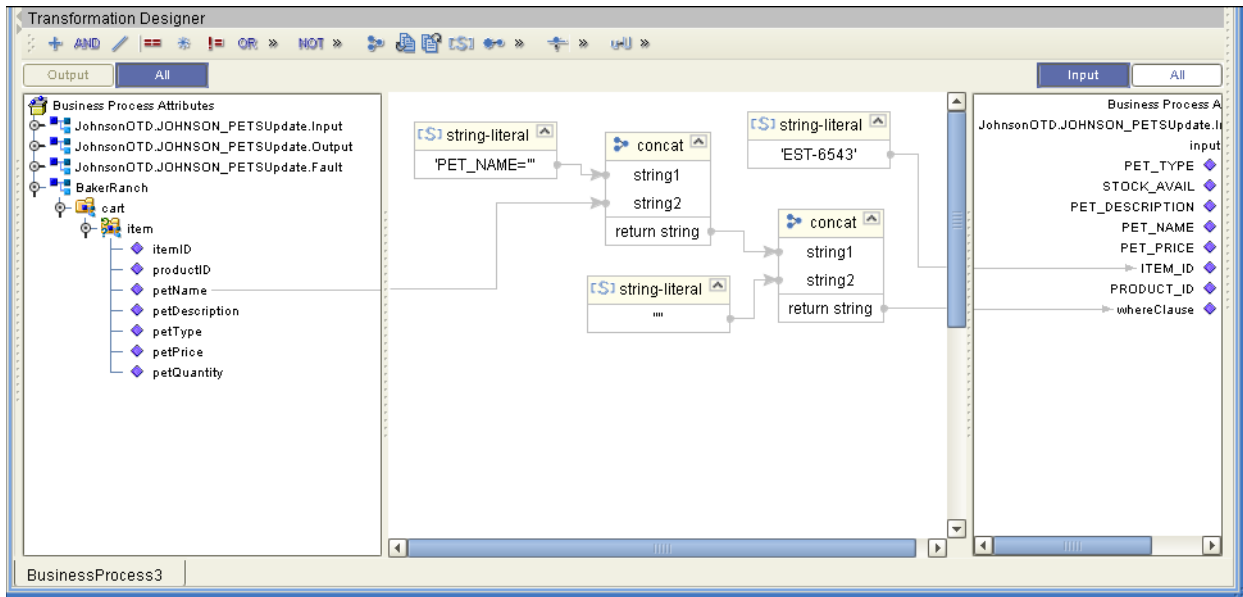 Transformation Designer
AND == != OR » NOT » [S] » » »
Output All Input All
Business Process Attributes
JohnsonOTD.JOHNSON_PETSUpdate.Input
JohnsonOTD.JOHNSON_PETSUpdate.Output
JohnsonOTD.JOHNSON_PETSUpdate.Fault
BakerRanch
cart
item
itemID
productID
petName
petDescription
petType
petPrice
petQuantity
[S] string-literal
'PET_NAME="'
concat
string1
string2
return string
[S] string-literal
'EST-6543'
concat
string1
string2
return string
[S] string-literal
'"'
Business Process A
JohnsonOTD.JOHNSON_PETSUpdate.I
input
PET_TYPE
STOCK_AVAIL
PET_DESCRIPTION
PET_NAME
PET_PRICE
ITEM_ID
PRODUCT_ID
whereClause
BusinessProcess3